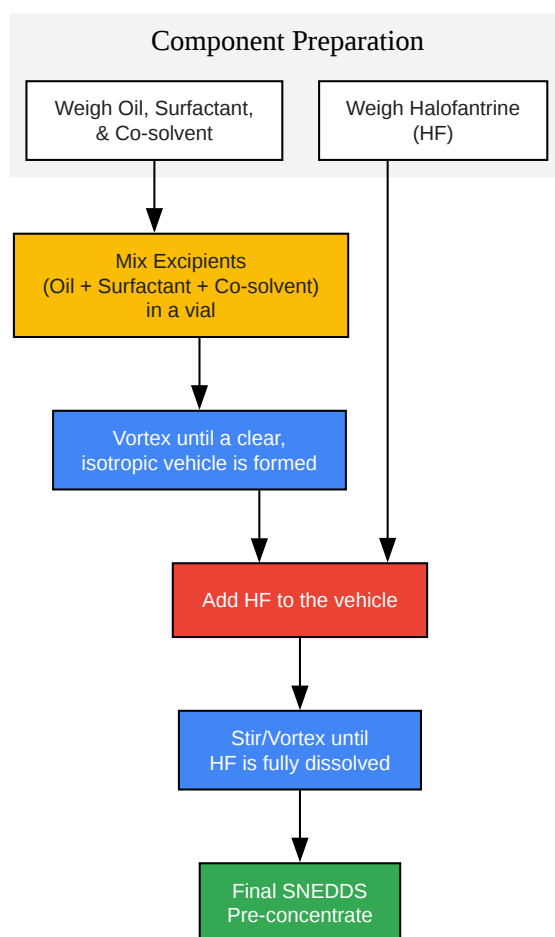 Component Preparation
Weigh Oil, Surfactant,
& Co-solvent
Weigh Halofantrine
(HF)
Mix Excipients
(Oil + Surfactant + Co-solvent)
in a vial
Vortex until a clear,
isotropic vehicle is formed
Add HF to the vehicle
Stir/Vortex until
HF is fully dissolved
Final SNEDDS
Pre-concentrate